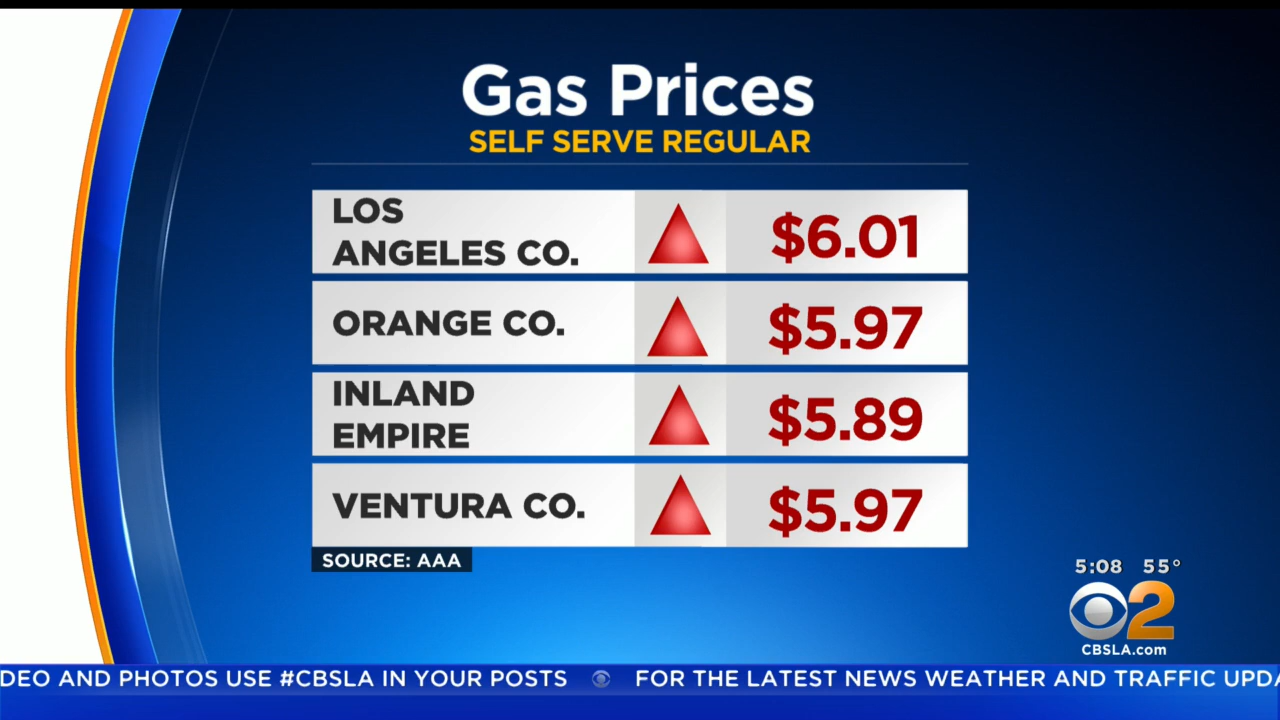 Gas Prices
SELF SERVE REGULAR
LOS
ANGELES CO.
$6.01
ORANGE CO.
$5.97
INLAND
EMPIRE
$5.89
VENTURA CO.
$5.97
SOURCE: AAA
5:08 55°
2
CBSLA.com
AND PHOTOS USE #CBSLA IN YOUR POSTS FOR THE LATEST NEWS WEATHER AND TRAFFIC